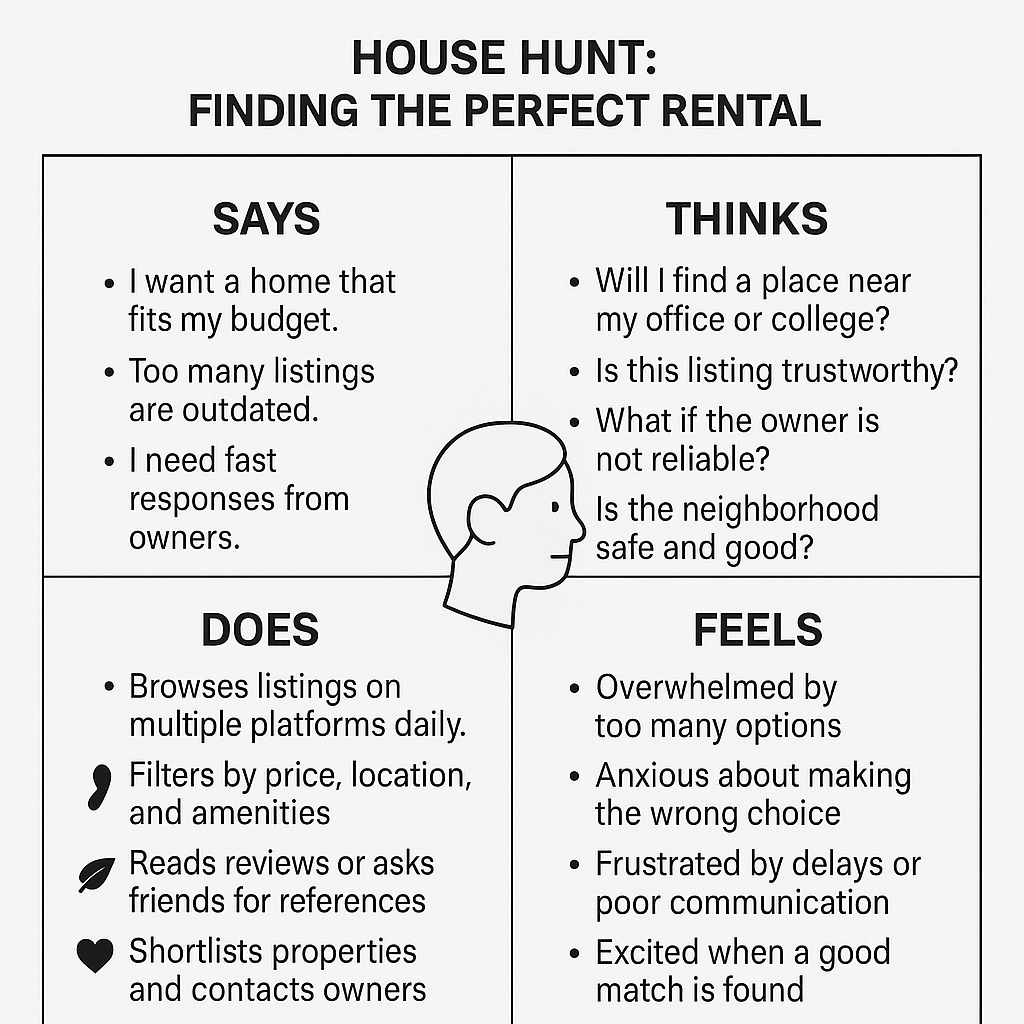 HOUSE HUNT:
FINDING THE PERFECT RENTAL
SAYS
• I want a home that
fits my budget.
• Too many listings
are outdated.
• I need fast
responses from
owners.
THINKS
• Will I find a place near
my office or college?
• Is this listing trustworthy?
• What if the owner is
not reliable?
Is the neighborhood
safe and good?
DOES
• Browses listings on
multiple platforms daily.
Filters by price, location,
and amenities
Reads reviews or asks
friends for references
Shortlists properties
and contacts owners
FEELS
• Overwhelmed by
too many options
• Anxious about making
the wrong choice
• Frustrated by delays or
poor communication
• Excited when a good
match is found